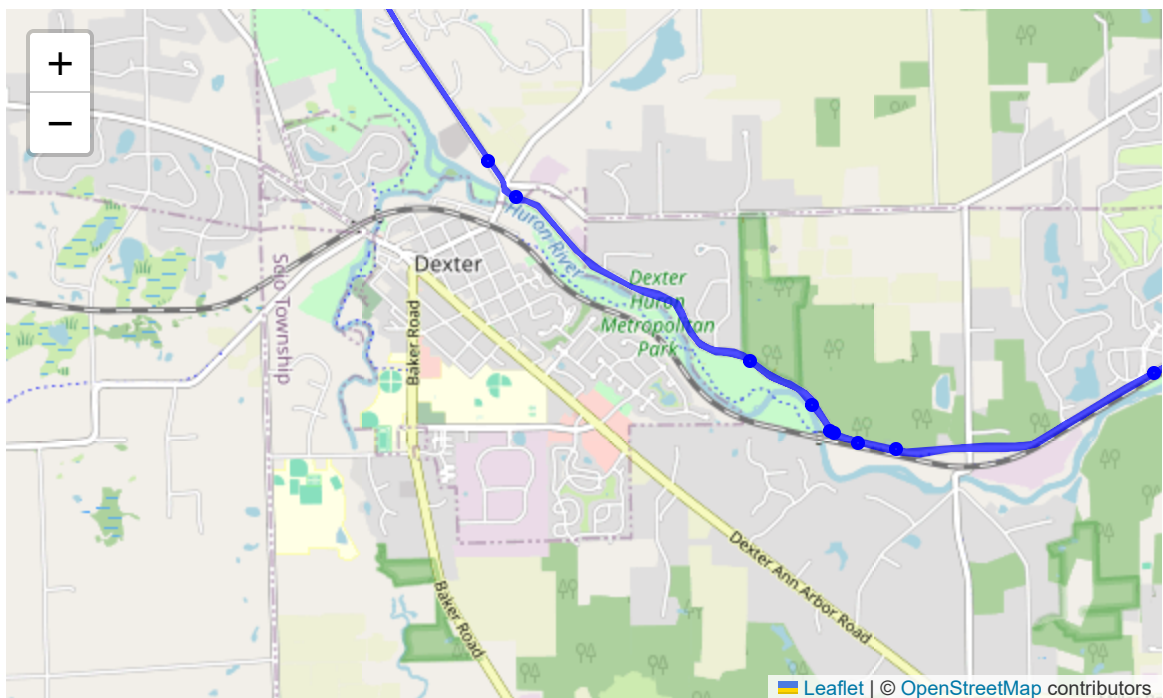 +
−
Huron River
Dexter
Dexter
Huron
Metropolitan
Park
Scio Township
Baker Road
Dexter Ann Arbor Road
Baker Road
Leaflet | © OpenStreetMap contributors